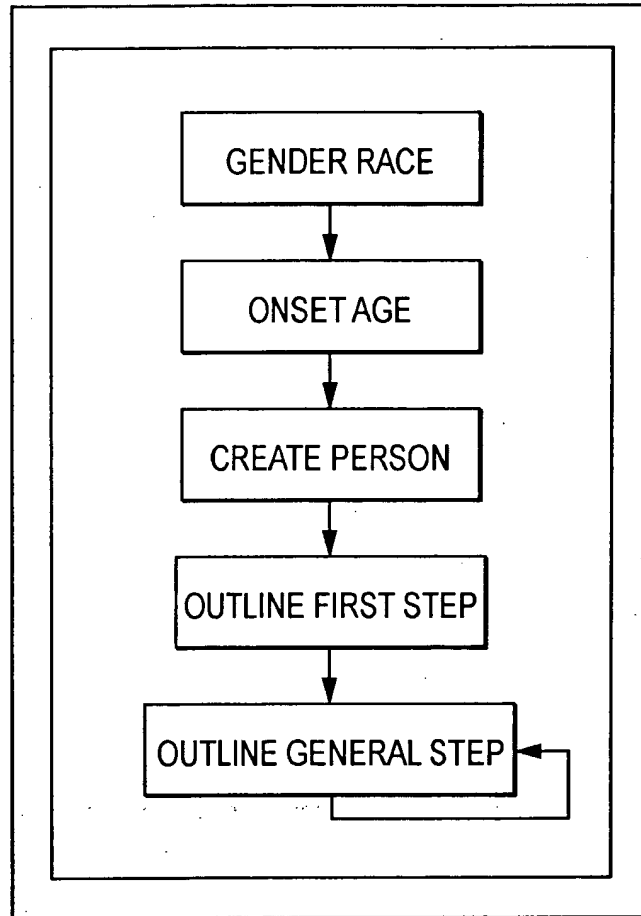 GENDER RACE
ONSET AGE
CREATE PERSON
OUTLINE FIRST STEP
OUTLINE GENERAL STEP